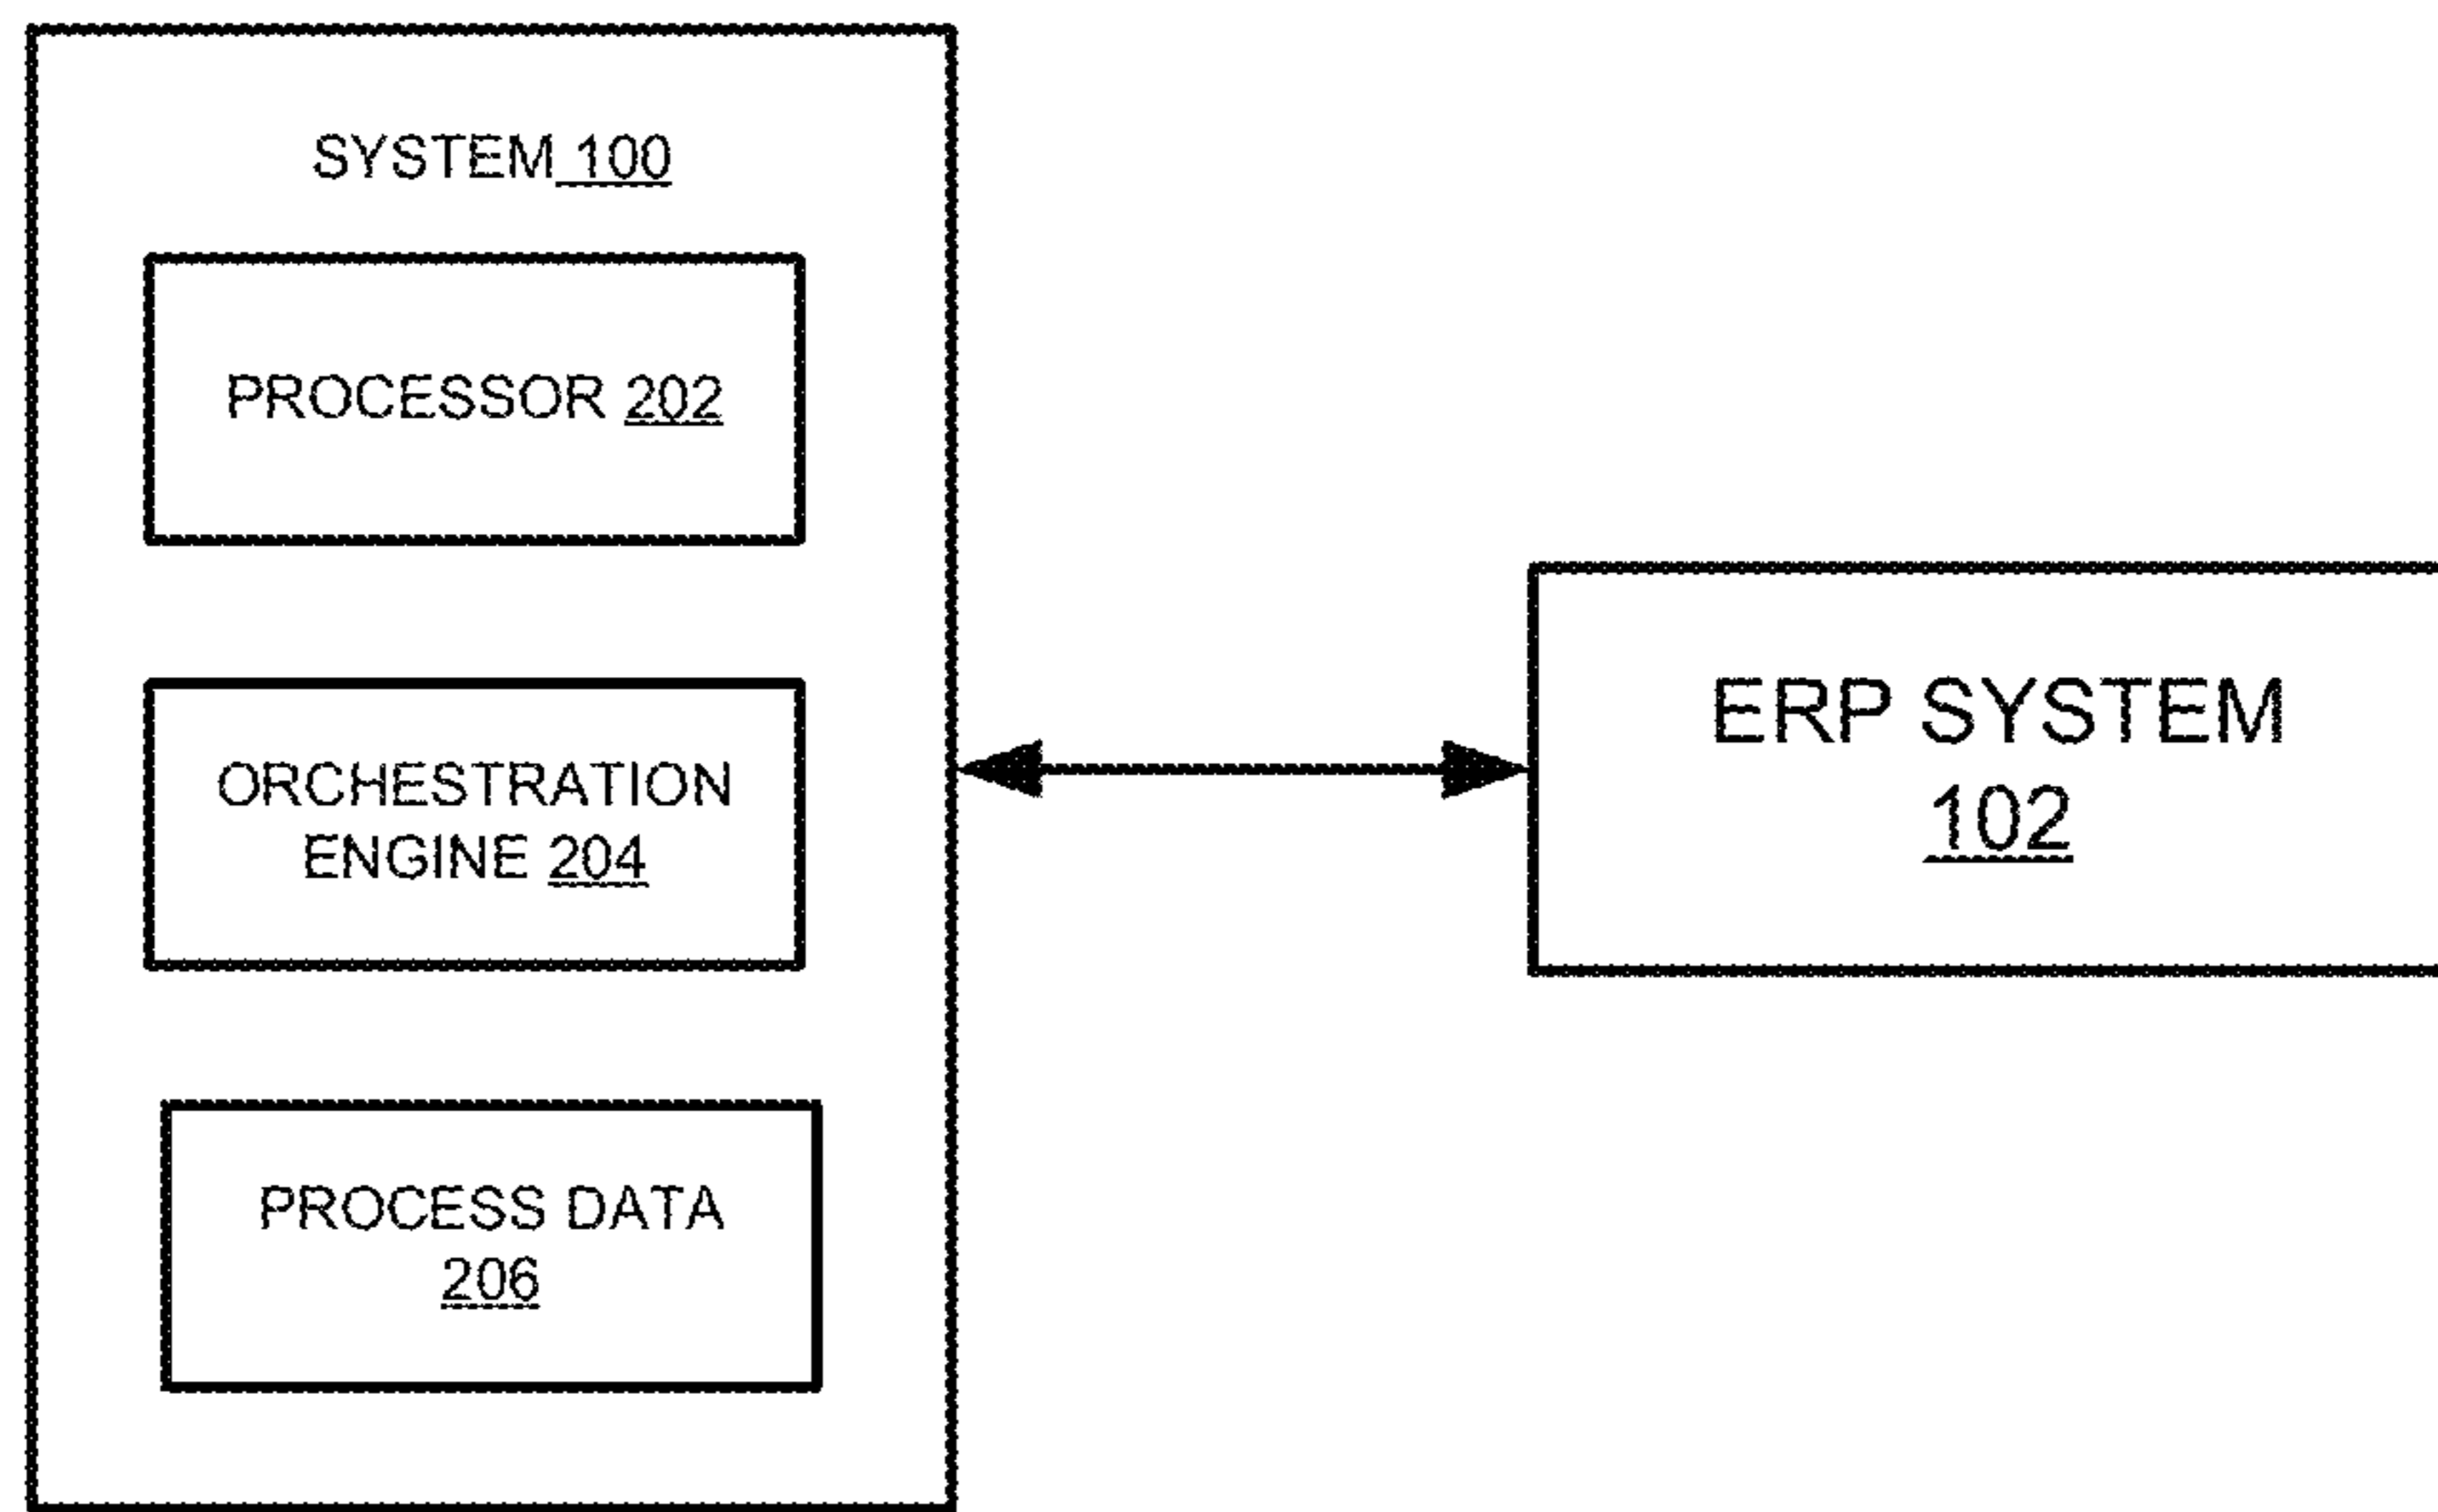 SYSTEM 100
PROCESSOR 202
ORCHESTRATION
ENGINE 204
PROCESS DATA
206
ERP SYSTEM
102